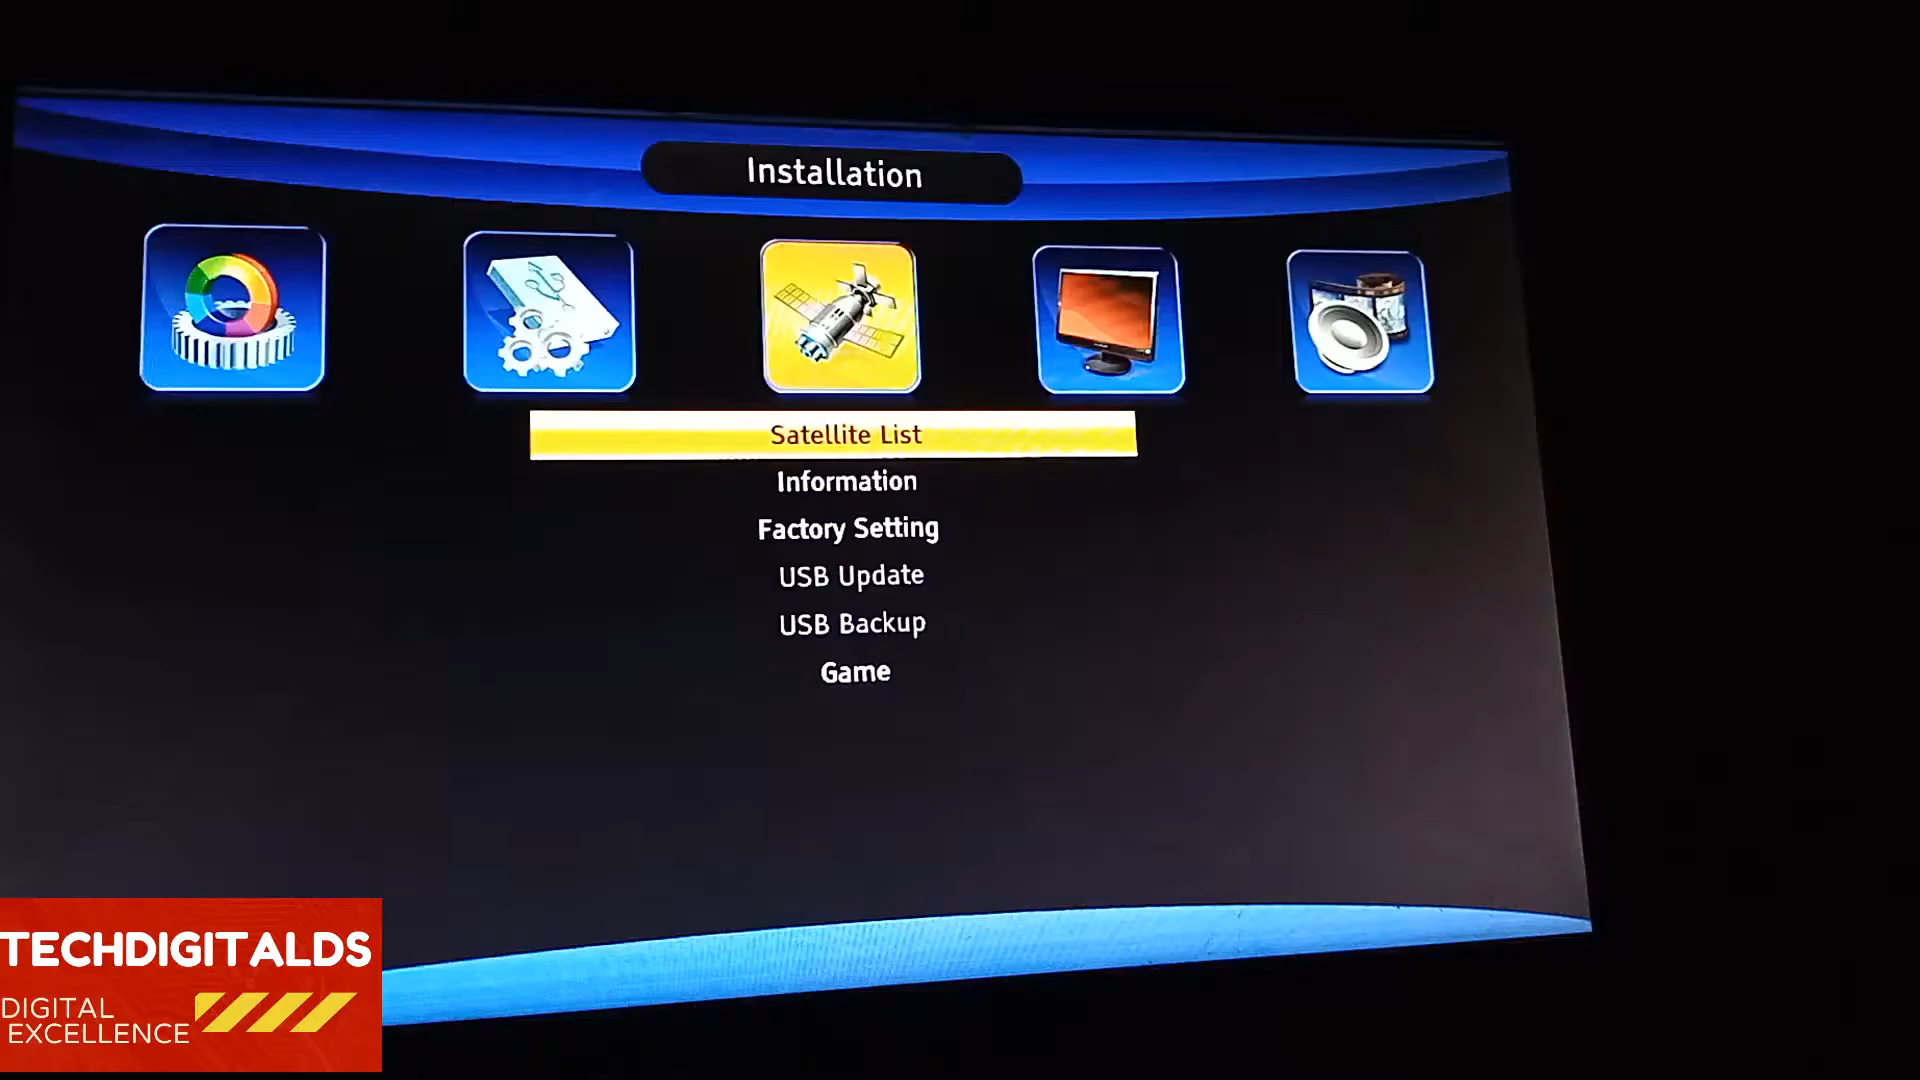 Installation
Satellite List
Information
Factory Setting
USB Update
USB Backup
Game
TECHDIGITALDS
DIGITAL
EXCELLENCE